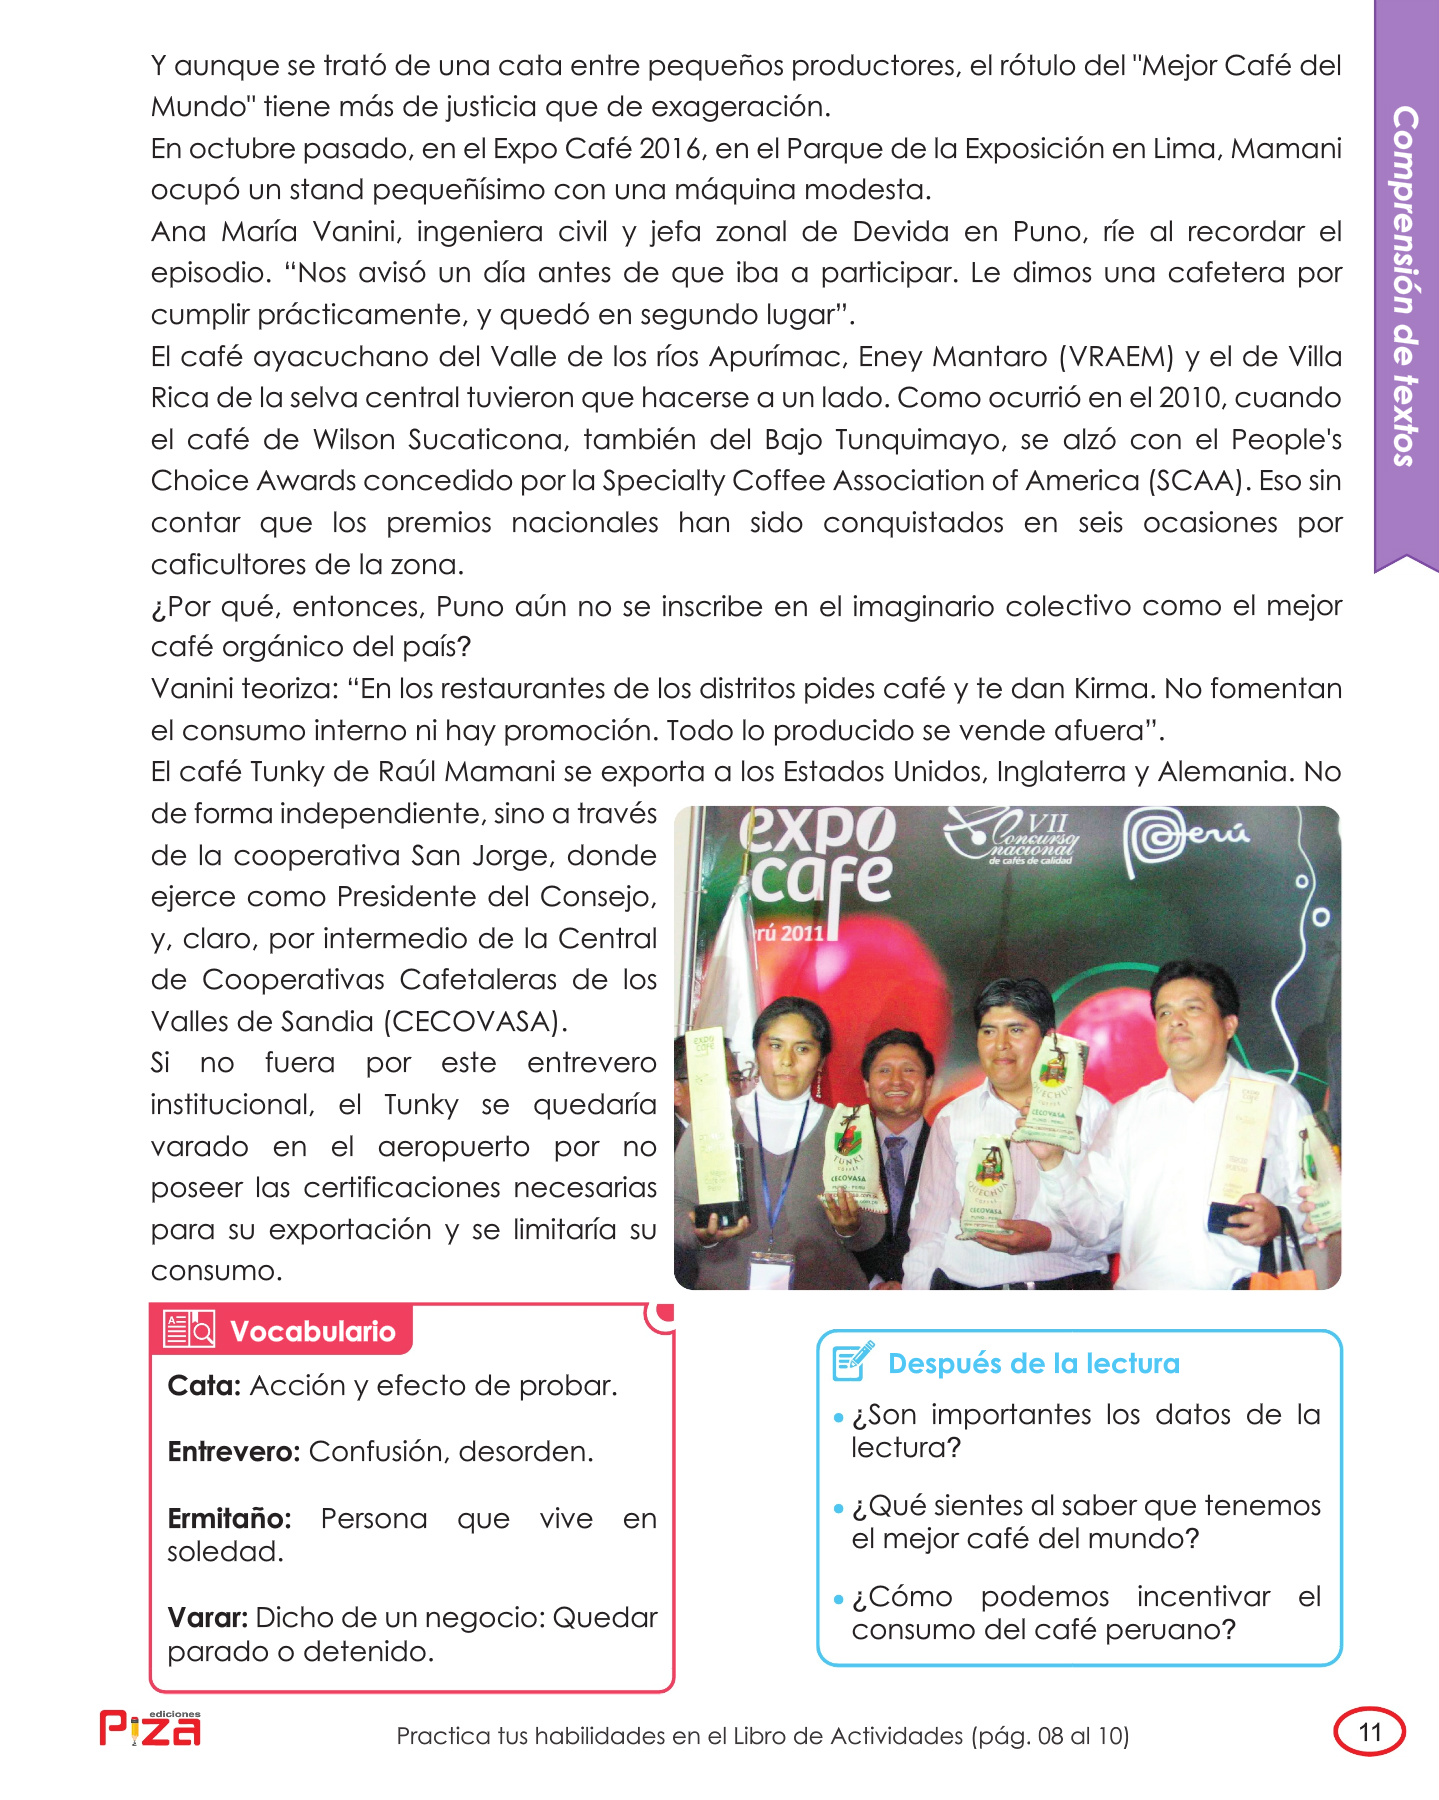 Y aunque se trató de una cata entre pequeños productores, el rótulo del "Mejor Café del
Mundo" tiene más de justicia que de exageración.
En octubre pasado, en el Expo Café 2016, en el Parque de la Exposición en Lima, Mamani
ocupó un stand pequeñísimo con una máquina modesta.
Ana María Vanini, ingeniera civil y jefa zonal de Devida en Puno, ríe al recordar el
episodio. “Nos avisó un día antes de que iba a participar. Le dimos una cafetera por
cumplir prácticamente, y quedó en segundo lugar”.
El café ayacuchano del Valle de los ríos Apurímac, Eney Mantaro (VRAEM) y el de Villa
Rica de la selva central tuvieron que hacerse a un lado. Como ocurrió en el 2010, cuando
el café de Wilson Sucaticona, también del Bajo Tunquimayo, se alzó con el People's
Choice Awards concedido por la Specialty Coffee Association of America (SCAA). Eso sin
contar que los premios nacionales han sido conquistados en seis ocasiones por
caficultores de la zona.
¿Por qué, entonces, Puno aún no se inscribe en el imaginario colectivo como el mejor
café orgánico del país?
Vanini teoriza: “En los restaurantes de los distritos pides café y te dan Kirma. No fomentan
el consumo interno ni hay promoción. Todo lo producido se vende afuera”.
El café Tunky de Raúl Mamani se exporta a los Estados Unidos, Inglaterra y Alemania. No
de forma independiente, sino a través
de la cooperativa San Jorge, donde
ejerce como Presidente del Consejo,
y, claro, por intermedio de la Central
de Cooperativas Cafetaleras de los
Valles de Sandia (CECOVASA).
Si no fuera por este entrevero
institucional, el Tunky se quedaría
varado en el aeropuerto por no
poseer las certificaciones necesarias
para su exportación y se limitaría su
consumo.
expo
café
rú 2011
VII
Concurso
nacional
de cafés de calidad
Perú
EXPO
CAFÉ
TUNKI
COFFEE
CECOVASA
QUECHUA
CECOVASA
CECOVASA
Vocabulario
Cata: Acción y efecto de probar.
Entrevero: Confusión, desorden.
Ermitaño: Persona que vive en
soledad.
Varar: Dicho de un negocio: Quedar
parado o detenido.
Después de la lectura
• ¿Son importantes los datos de la
lectura?
• ¿Qué sientes al saber que tenemos
el mejor café del mundo?
• ¿Cómo podemos incentivar el
consumo del café peruano?
Comprensión de textos
ediciones
Piza
Practica tus habilidades en el Libro de Actividades (pág. 08 al 10)
11